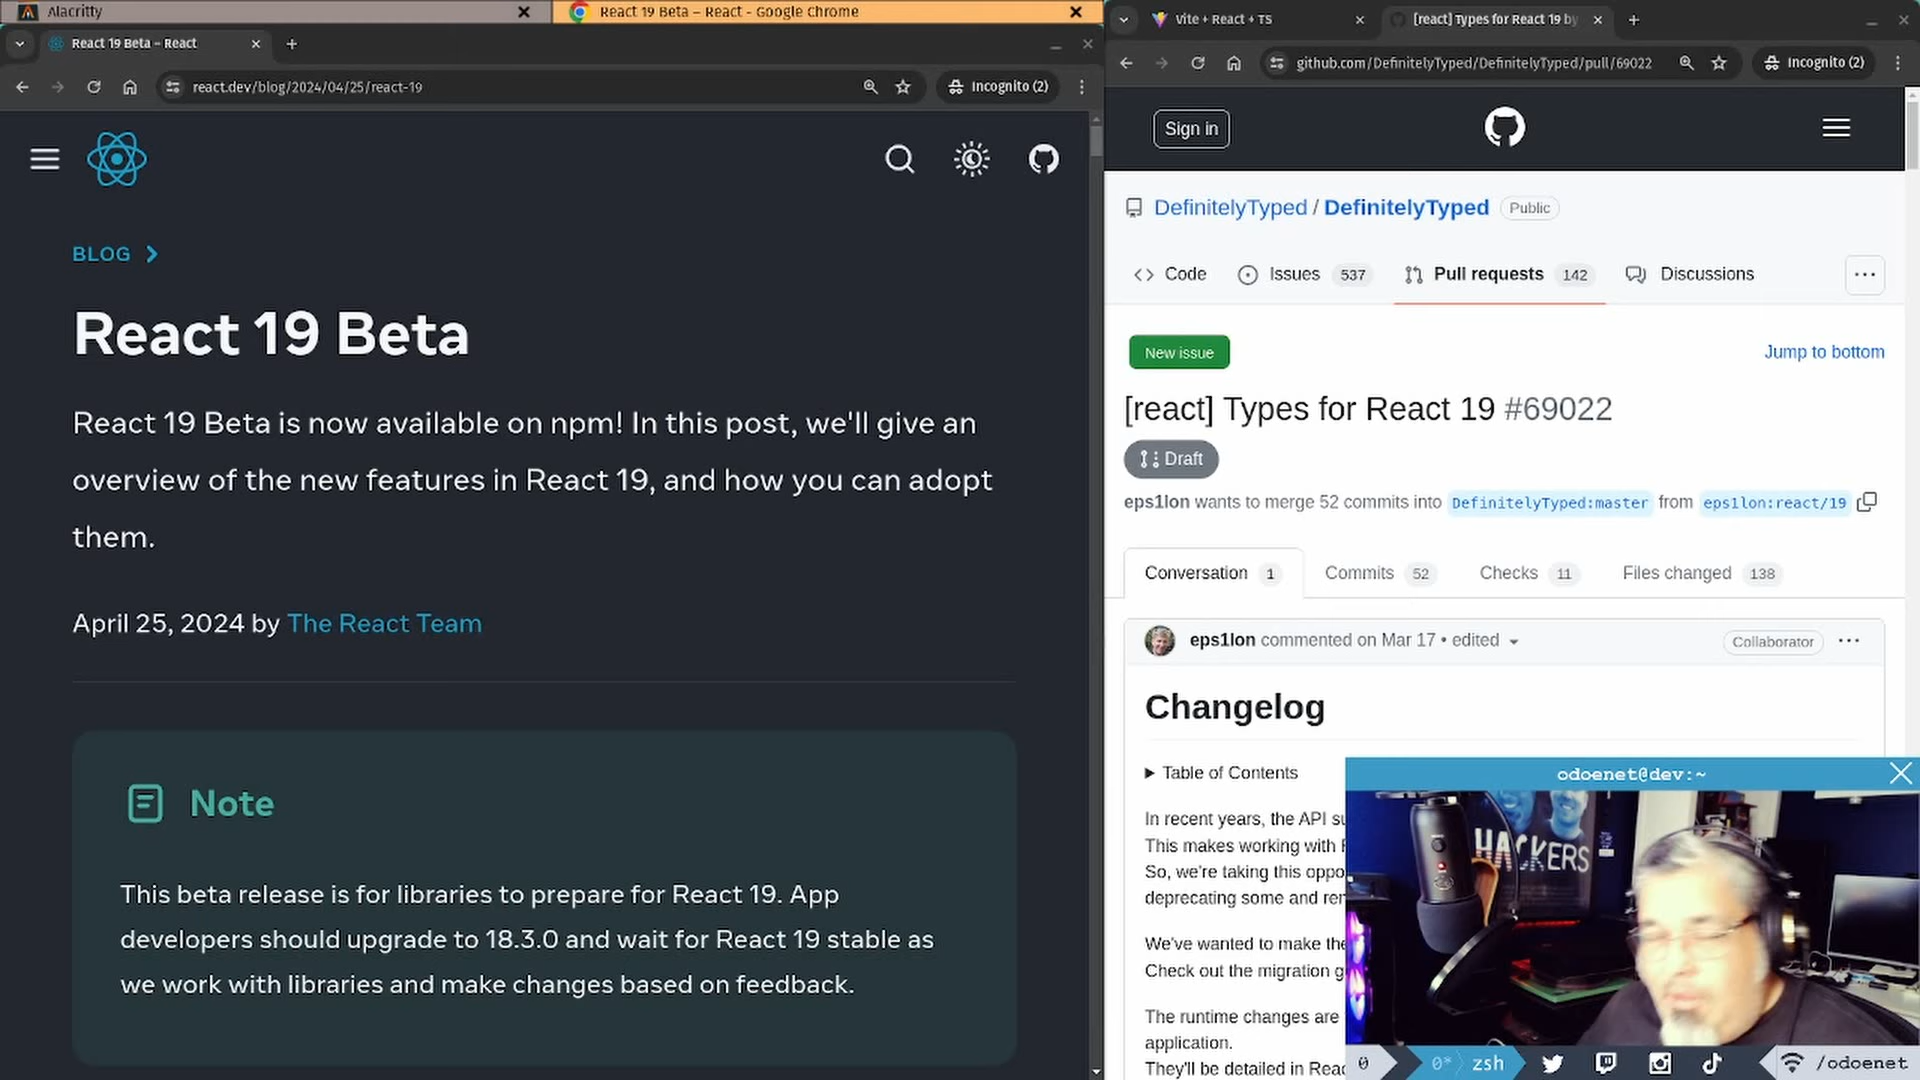 Alacritty
React 19 Beta – React - Google Chrome
React 19 Beta – React
react.dev/blog/2024/04/25/react-19
Incognito (2)
BLOG
React 19 Beta
React 19 Beta is now available on npm! In this post, we'll give an
overview of the new features in React 19, and how you can adopt
them.
April 25, 2024 by The React Team
Note
This beta release is for libraries to prepare for React 19. App
developers should upgrade to 18.3.0 and wait for React 19 stable as
we work with libraries and make changes based on feedback.
Vite + React + TS
[react] Types for React 19 by
github.com/DefinitelyTyped/DefinitelyTyped/pull/69022
Incognito (2)
Sign in
DefinitelyTyped / DefinitelyTyped Public
Code Issues 537 Pull requests 142 Discussions
New issue
Jump to bottom
[react] Types for React 19 #69022
Draft
eps1lon wants to merge 52 commits into DefinitelyTyped:master from eps1lon:react/19
Conversation 1 Commits 52 Checks 11 Files changed 138
eps1lon commented on Mar 17 • edited
Collaborator
Changelog
Table of Contents
In recent years, the API
This makes working with
So, we're taking this
deprecating some and
We've wanted to make
Check out the migration
The runtime changes are
application.
They'll be detailed in
odoenet@dev:~
HACKERS
0 0* zsh /odoenet